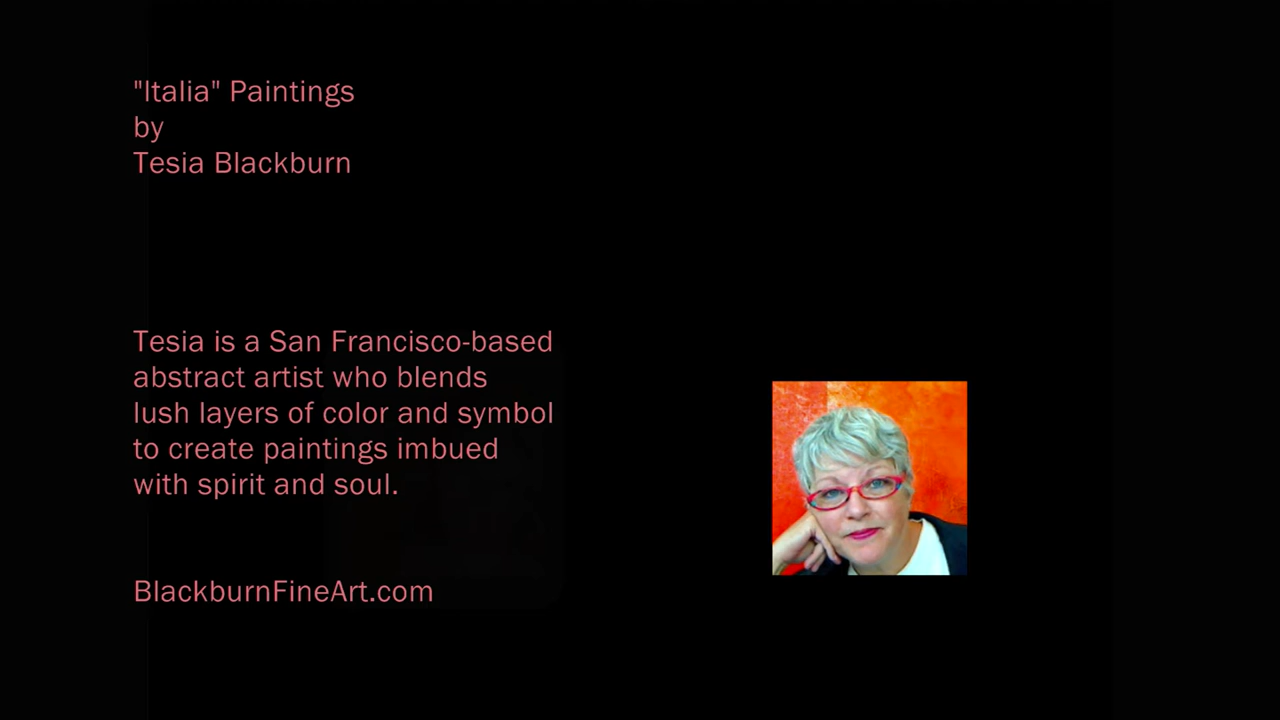 "Italia" Paintings
by
Tesia Blackburn
Tesia is a San Francisco-based
abstract artist who blends
lush layers of color and symbol
to create paintings imbued
with spirit and soul.
BlackburnFineArt.com